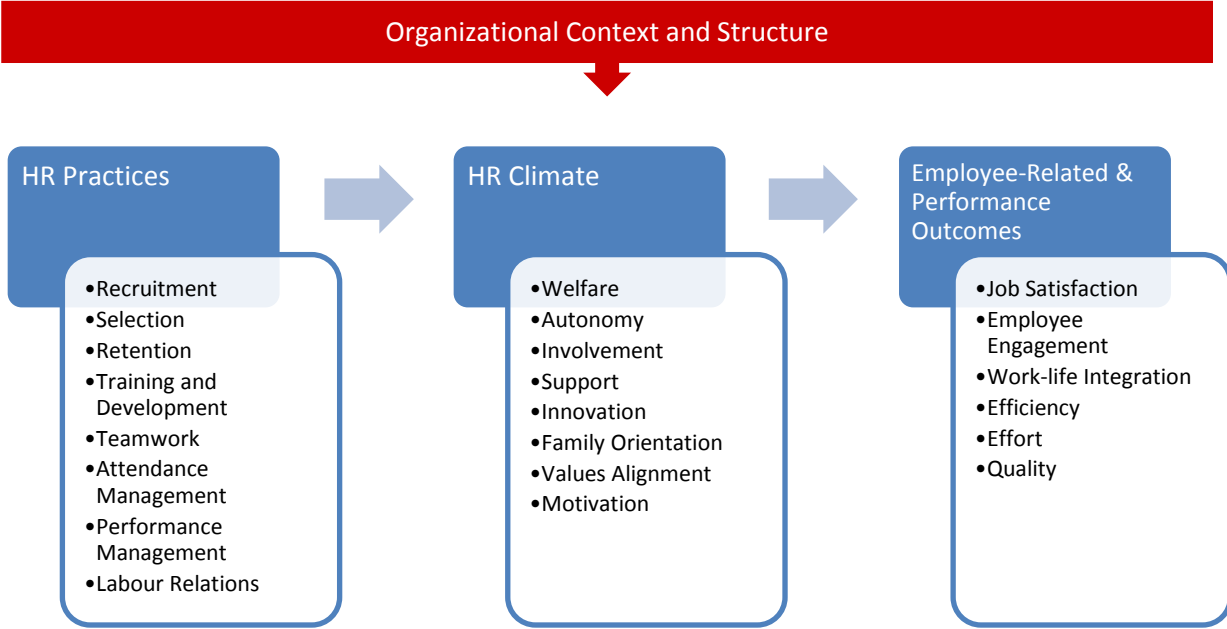 Organizational Context and Structure
HR Practices
•Recruitment
•Selection
•Retention
•Training and
Development
•Teamwork
•Attendance
Management
•Performance
Management
•Labour Relations
HR Climate
•Welfare
•Autonomy
•Involvement
•Support
•Innovation
•Family Orientation
•Values Alignment
•Motivation
Employee-Related &
Performance
Outcomes
•Job Satisfaction
•Employee
Engagement
•Work-life Integration
•Efficiency
•Effort
•Quality